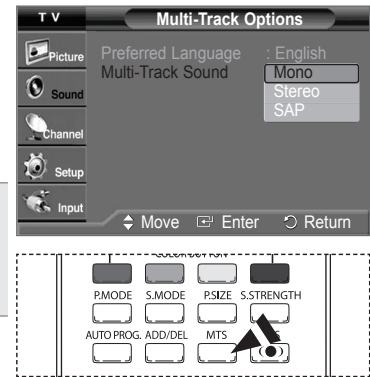 T V
Multi-Track Options
Picture
Sound
Channel
Setup
Input
Preferred Language : English
Multi-Track Sound
Mono
Stereo
SAP
Move Enter Return
P.MODE S.MODE P.SIZE S.STRENGTH
AUTO PROG. ADD/DEL MTS